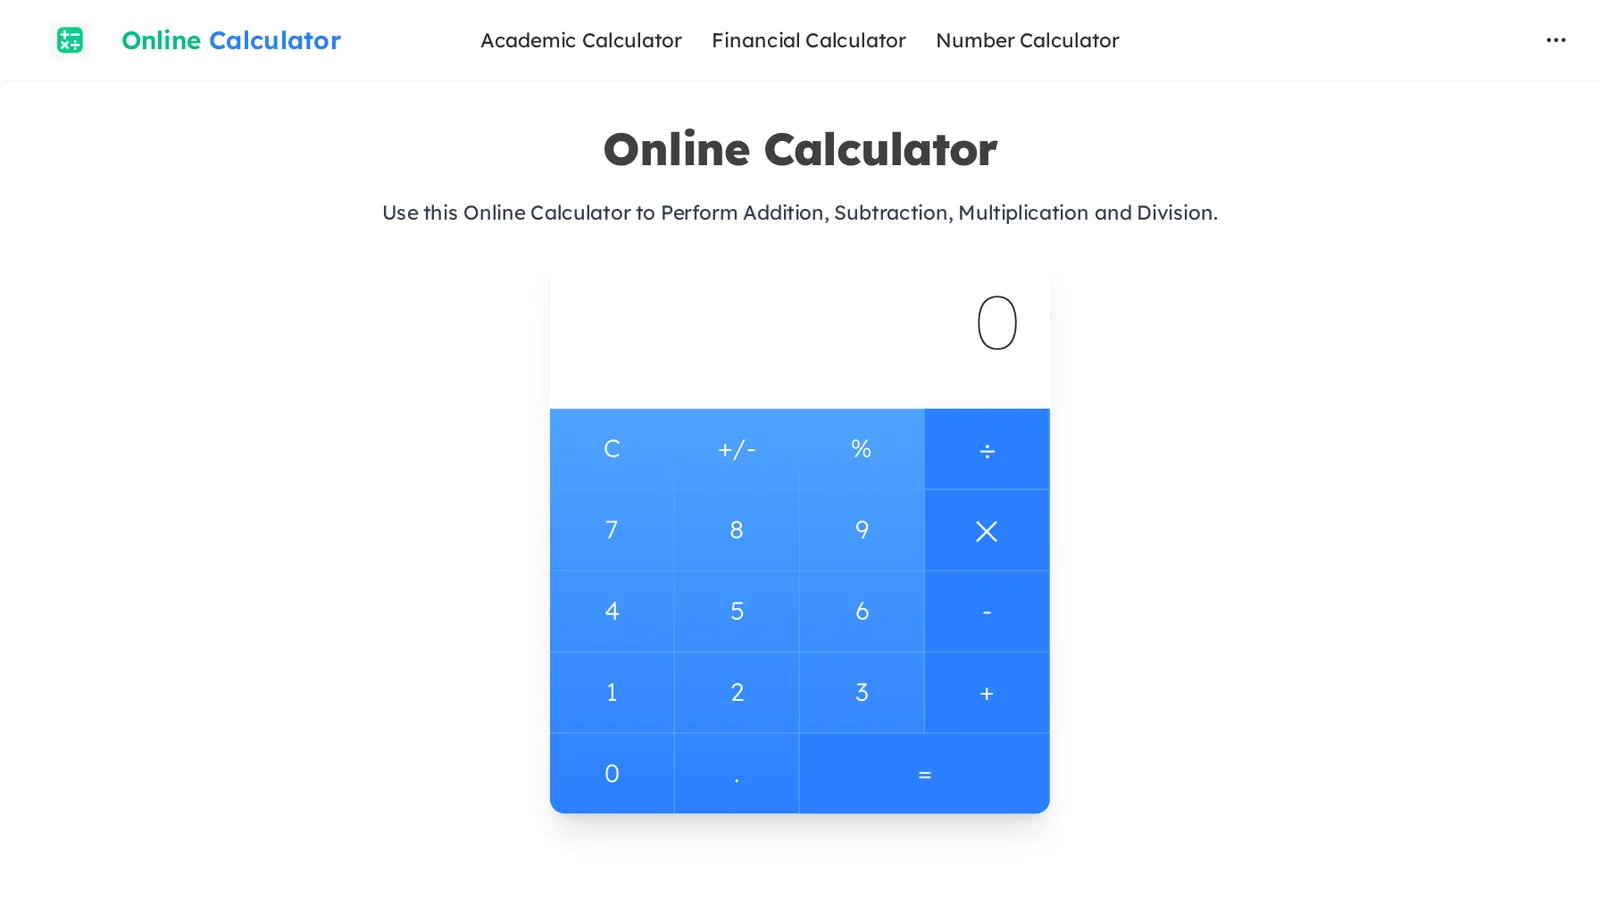 Online Calculator Academic Calculator Financial Calculator Number Calculator ...
Online Calculator
Use this Online Calculator to Perform Addition, Subtraction, Multiplication and Division.
0
C +/- % ÷
7 8 9 ×
4 5 6 -
1 2 3 +
0 . =